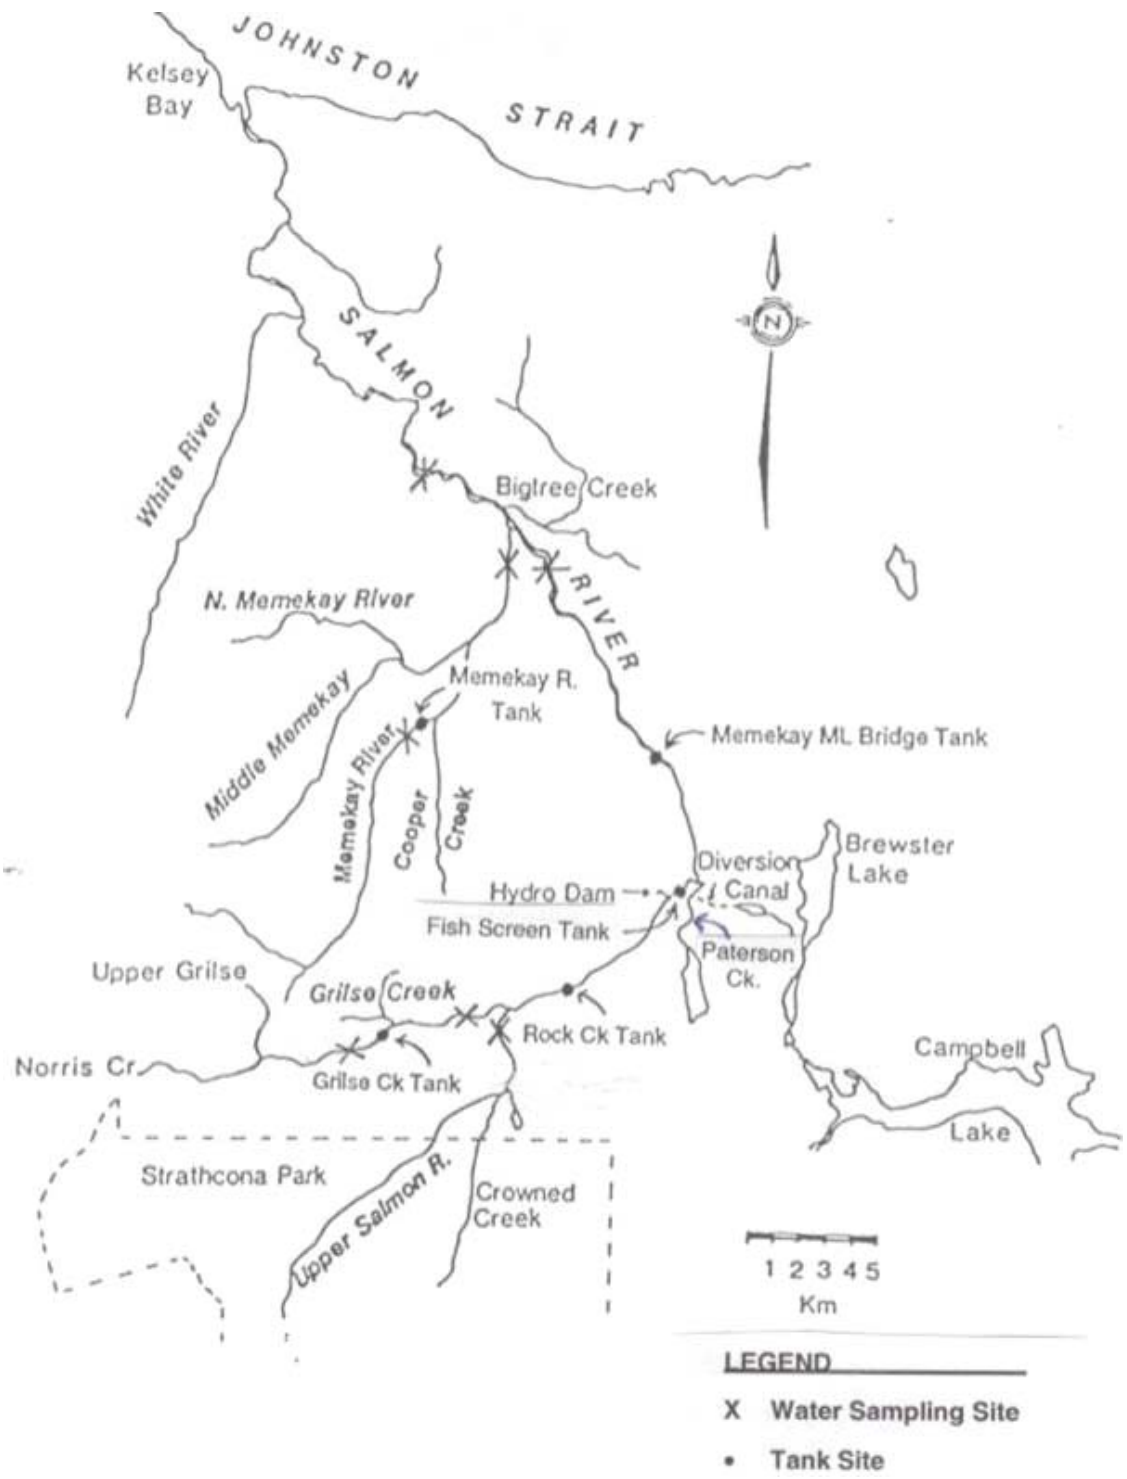 JOHNSTON
STRAIT
Kelsey
Bay
SALMON
RIVER
White River
Bigtree Creek
N. Memekay River
Middle Memekay
Memekay R.
Tank
Memekay River
Cooper
Creek
Memekay ML Bridge Tank
Brewster
Lake
Diversion
Canal
Hydro Dam
Fish Screen Tank
Paterson
Ck.
Upper Grilse
Grilse Creek
Rock Ck Tank
Norris Cr.
Grilse Ck Tank
Campbell
Lake
Strathcona Park
Upper Salmon R.
Crowned
Creek
N
1 2 3 4 5
Km
LEGEND
X Water Sampling Site
• Tank Site